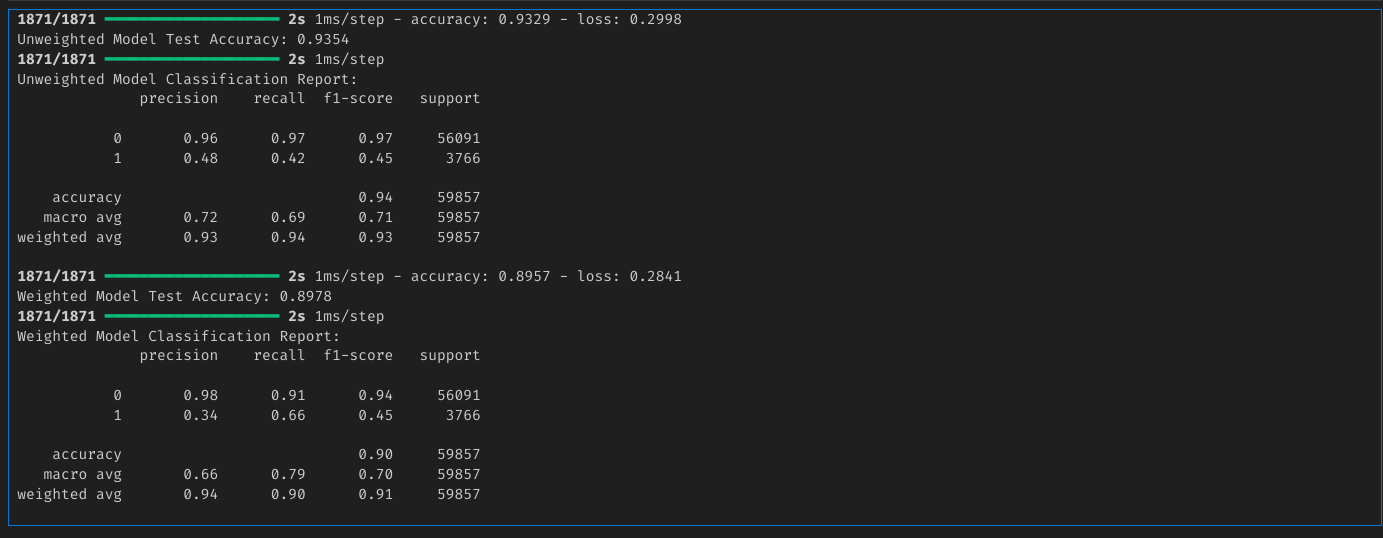 1871/1871 ━━━━━━━━━━━━━━━━━━━━ 2s 1ms/step - accuracy: 0.9329 - loss: 0.2998
Unweighted Model Test Accuracy: 0.9354
1871/1871 ━━━━━━━━━━━━━━━━━━━━ 2s 1ms/step
Unweighted Model Classification Report:
              precision    recall  f1-score   support

           0       0.96      0.97      0.97     56091
           1       0.48      0.42      0.45      3766

    accuracy                           0.94     59857
   macro avg       0.72      0.69      0.71     59857
weighted avg       0.93      0.94      0.93     59857

1871/1871 ━━━━━━━━━━━━━━━━━━━━ 2s 1ms/step - accuracy: 0.8957 - loss: 0.2841
Weighted Model Test Accuracy: 0.8978
1871/1871 ━━━━━━━━━━━━━━━━━━━━ 2s 1ms/step
Weighted Model Classification Report:
              precision    recall  f1-score   support

           0       0.98      0.91      0.94     56091
           1       0.34      0.66      0.45      3766

    accuracy                           0.90     59857
   macro avg       0.66      0.79      0.70     59857
weighted avg       0.94      0.90      0.91     59857